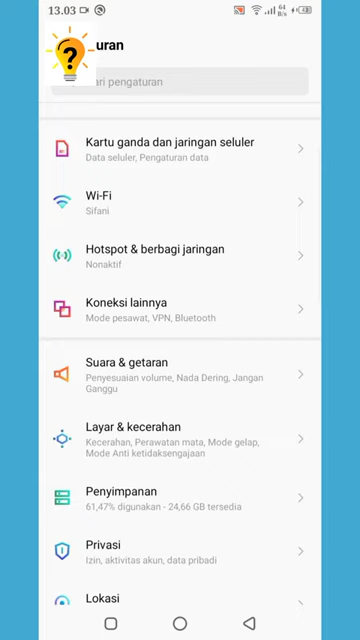 13.03
64
B/s
uran
ari pengaturan
Kartu ganda dan jaringan seluler
Data seluler, Pengaturan data
Wi-Fi
Sifani
Hotspot & berbagi jaringan
Nonaktif
Koneksi lainnya
Mode pesawat, VPN, Bluetooth
Suara & getaran
Penyesuaian volume, Nada Dering, Jangan
Ganggu
Layar & kecerahan
Kecerahan, Perawatan mata, Mode gelap,
Mode Anti ketidaksengajaan
Penyimpanan
61,47% digunakan - 24,66 GB tersedia
Privasi
Izin, aktivitas akun, data pribadi
Lokasi